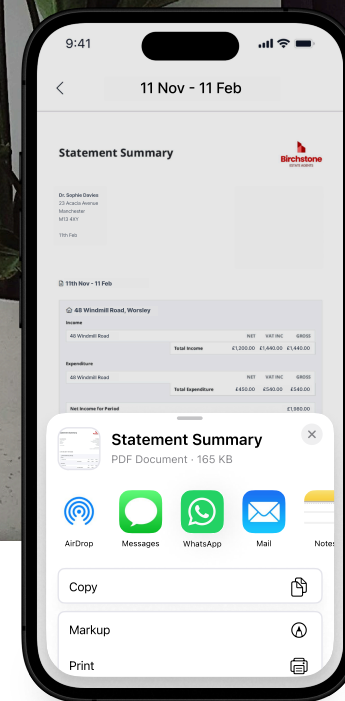 9:41
11 Nov - 11 Feb
Statement Summary
Birchstone
ESTATE AGENTS
Dr. Sophie Davies
23 Acacia Avenue
Manchester
M13 4XY
11th Feb
11th Nov - 11 Feb
48 Windmill Road, Worsley
Income
48 Windmill Road NET VAT INC GROSS
Total Income £1,200.00 £1,440.00 £1,440.00
Expenditure
48 Windmill Road NET VAT INC GROSS
Total Expenditure £450.00 £540.00 £540.00
Net Income for Period
Statement Summary
PDF Document · 165 KB
AirDrop Messages WhatsApp Mail Notes
Copy
Markup
Print